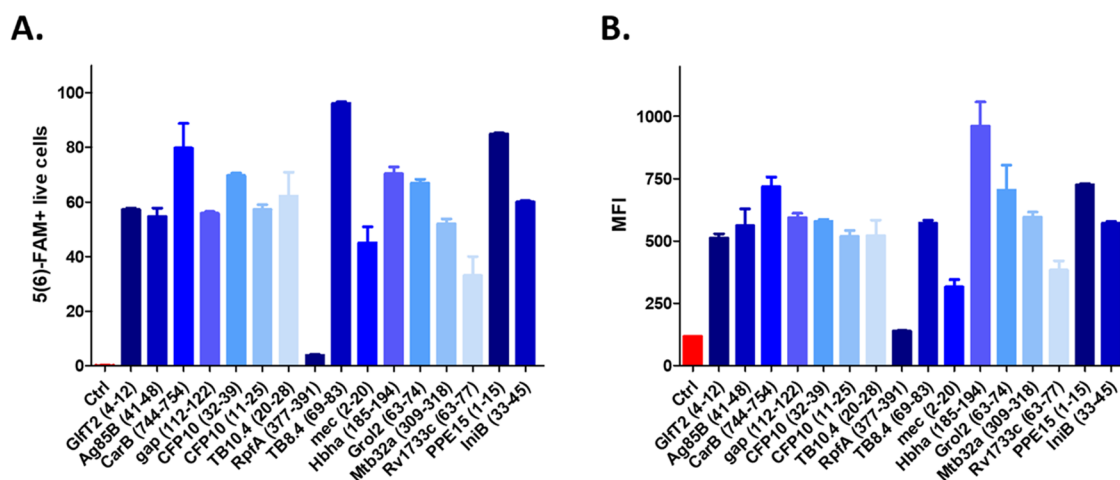 A.
B.
5(6)-FAM+ live cells
100
80
60
40
20
0
Ctrl
GlfT2 (4-12)
Ag85B (41-48)
CarB (744-754)
gap (112-122)
CFP10 (32-39)
CFP10 (11-25)
TB10.4 (20-28)
RpfA (377-391)
TB8.4 (69-83)
mec (2-20)
Hbha (185-194)
Grol2 (63-74)
Mtb32a (309-318)
Rv1733c (63-77)
PPE15 (1-15)
IniB (33-45)
MFI
1000
750
500
250
0
Ctrl
GlfT2 (4-12)
Ag85B (41-48)
CarB (744-754)
gap (112-122)
CFP10 (32-39)
CFP10 (11-25)
TB10.4 (20-28)
RpfA (377-391)
TB8.4 (69-83)
mec (2-20)
Hbha (185-194)
Grol2 (63-74)
Mtb32a (309-318)
Rv1733c (63-77)
PPE15 (1-15)
IniB (33-45)